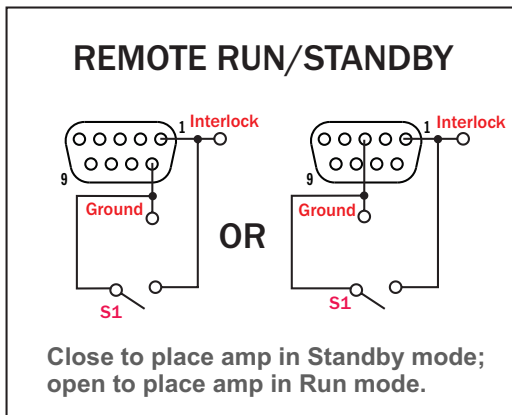 REMOTE RUN/STANDBY
1 Interlock
9
Ground
S1
OR
1 Interlock
9
Ground
S1
Close to place amp in Standby mode;
open to place amp in Run mode.